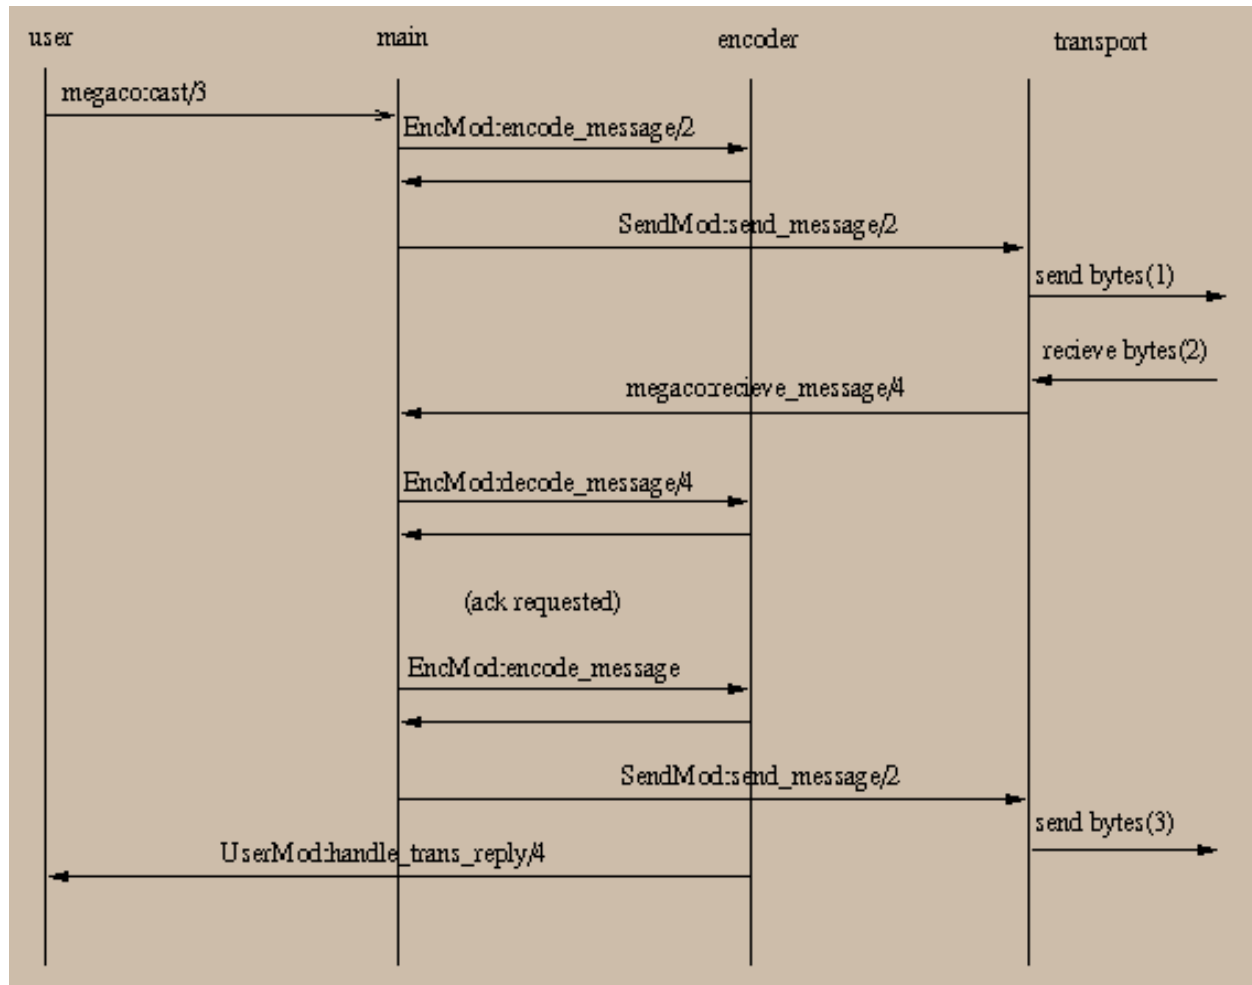 user
main
encoder
transport
megaco:cast/3
EncMod:encode_message/2
SendMod:send_message/2
send bytes(1)
recieve bytes(2)
megaco:recieve_message/4
EncMod:decode_message/4
(ack requested)
EncMod:encode_message
SendMod:send_message/2
send bytes(3)
UserMod:handle_trans_reply/4